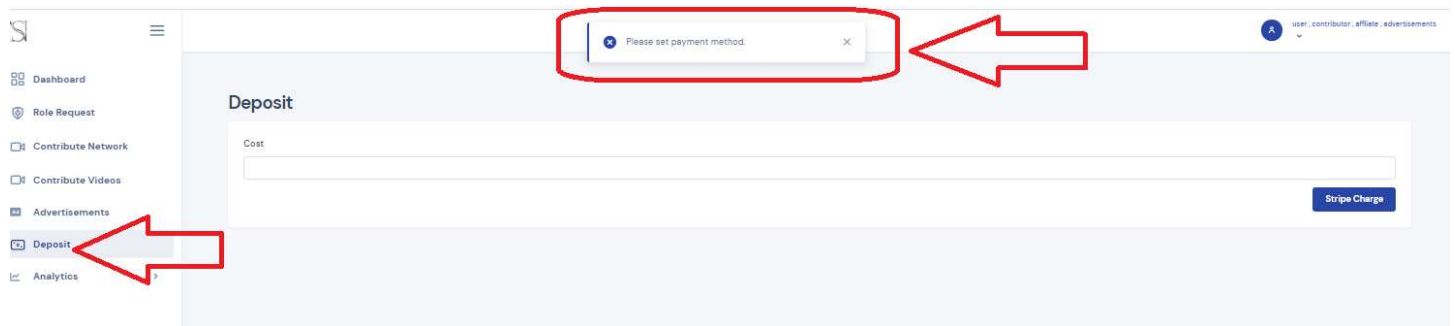 SI
Please set payment method.
user, contributor, affliate, advertisements
Dashboard
Role Request
Contribute Network
Contribute Videos
Advertisements
Deposit
Analytics
Deposit
Cost
Stripe Charge